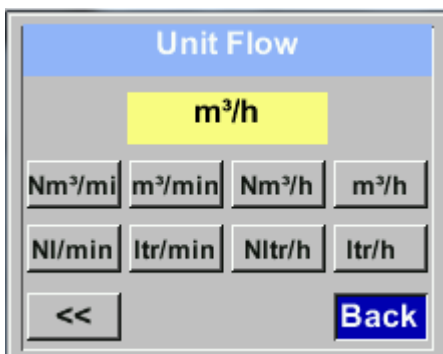 Unit Flow
m³/h
Nm³/mi m³/min Nm³/h m³/h
Nl/min ltr/min Nltr/h ltr/h
<< Back